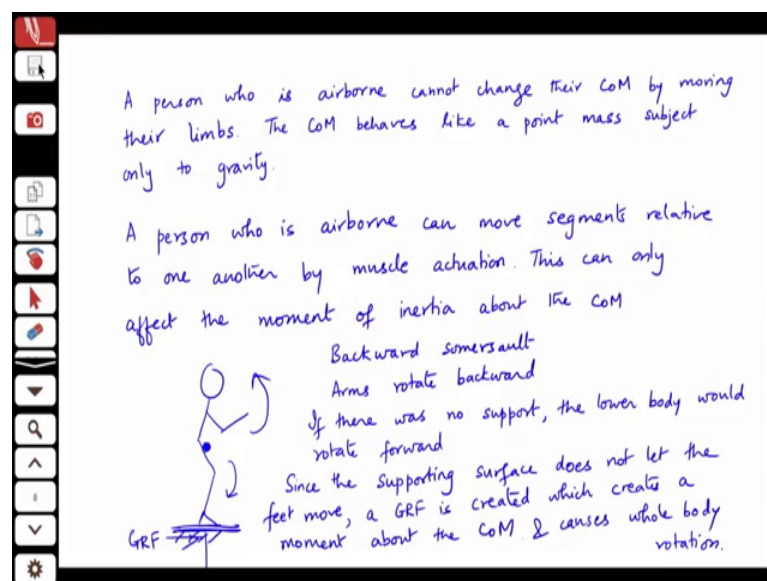 A person who is airborne cannot change their CoM by moving
their limbs. The CoM behaves like a point mass subject
only to gravity.
A person who is airborne can move segments relative
to one another by muscle actuation. This can only
affect the moment of inertia about the CoM
Backward somersault
Arms rotate backward
If there was no support, the lower body would
rotate forward
Since the supporting surface does not let the
feet move, a GRF is created which create a
moment about the CoM & causes whole body
rotation.
GRF
8